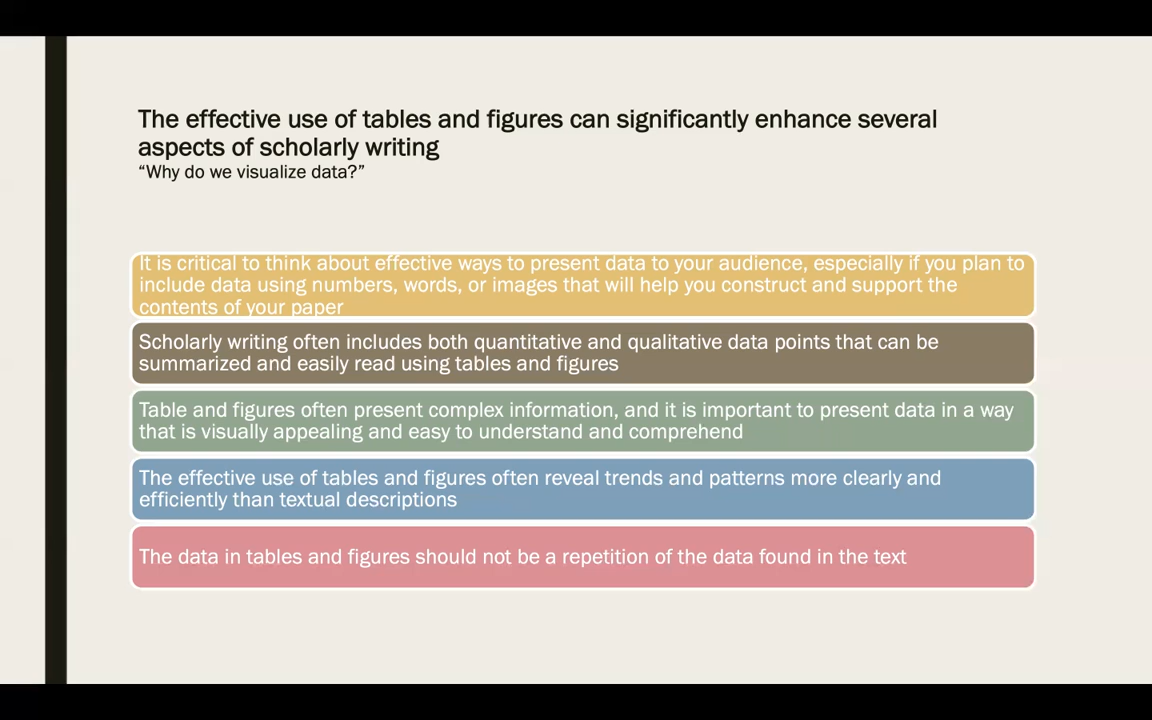 The effective use of tables and figures can significantly enhance several
aspects of scholarly writing
“Why do we visualize data?”
It is critical to think about effective ways to present data to your audience, especially if you plan to
include data using numbers, words, or images that will help you construct and support the
contents of your paper
Scholarly writing often includes both quantitative and qualitative data points that can be
summarized and easily read using tables and figures
Table and figures often present complex information, and it is important to present data in a way
that is visually appealing and easy to understand and comprehend
The effective use of tables and figures often reveal trends and patterns more clearly and
efficiently than textual descriptions
The data in tables and figures should not be a repetition of the data found in the text